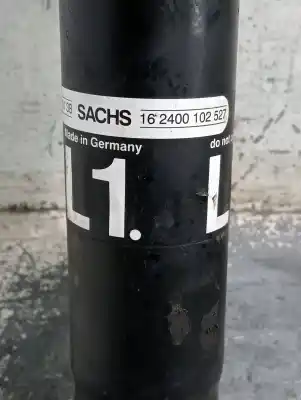 SACHS 16° 2400 102 527
Made in Germany do not
L1. L